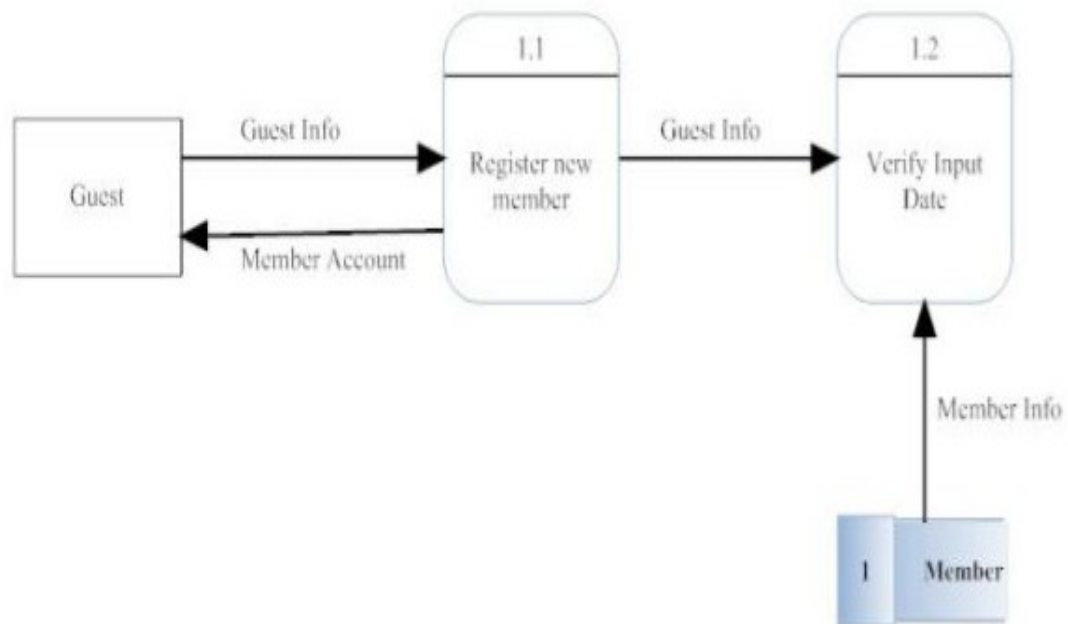 1.1
1.2
Guest Info
Guest Info
Guest
Register new
member
Verify Input
Date
Member Account
Member Info
1
Member